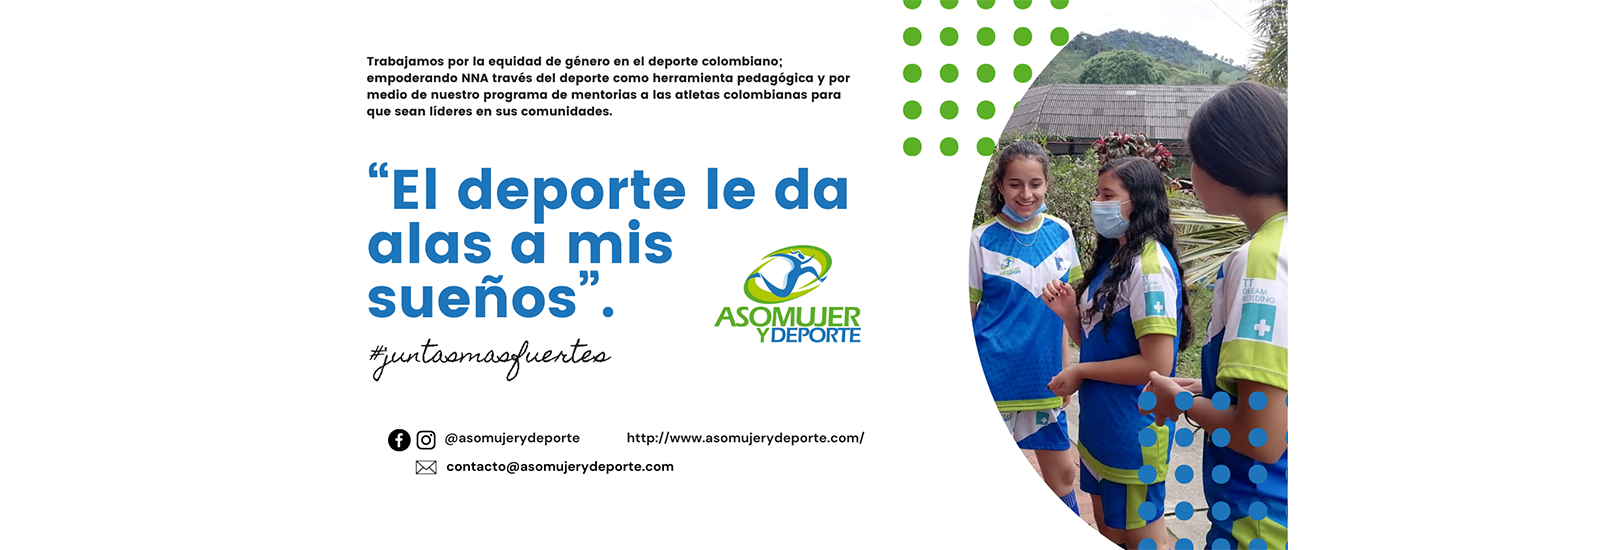 Trabajamos por la equidad de género en el deporte colombiano;
empoderando NNA través del deporte como herramienta pedagógica y por
medio de nuestro programa de mentorias a las atletas colombianas para
que sean líderes en sus comunidades.
“El deporte le da
alas a mis
sueños”.
#juntasmasfuertes
ASOMUJER
Y DEPORTE
@asomujerydeporte
http://www.asomujerydeporte.com/
contacto@asomujerydeporte.com
ASOMUJER
Y DEPORTE